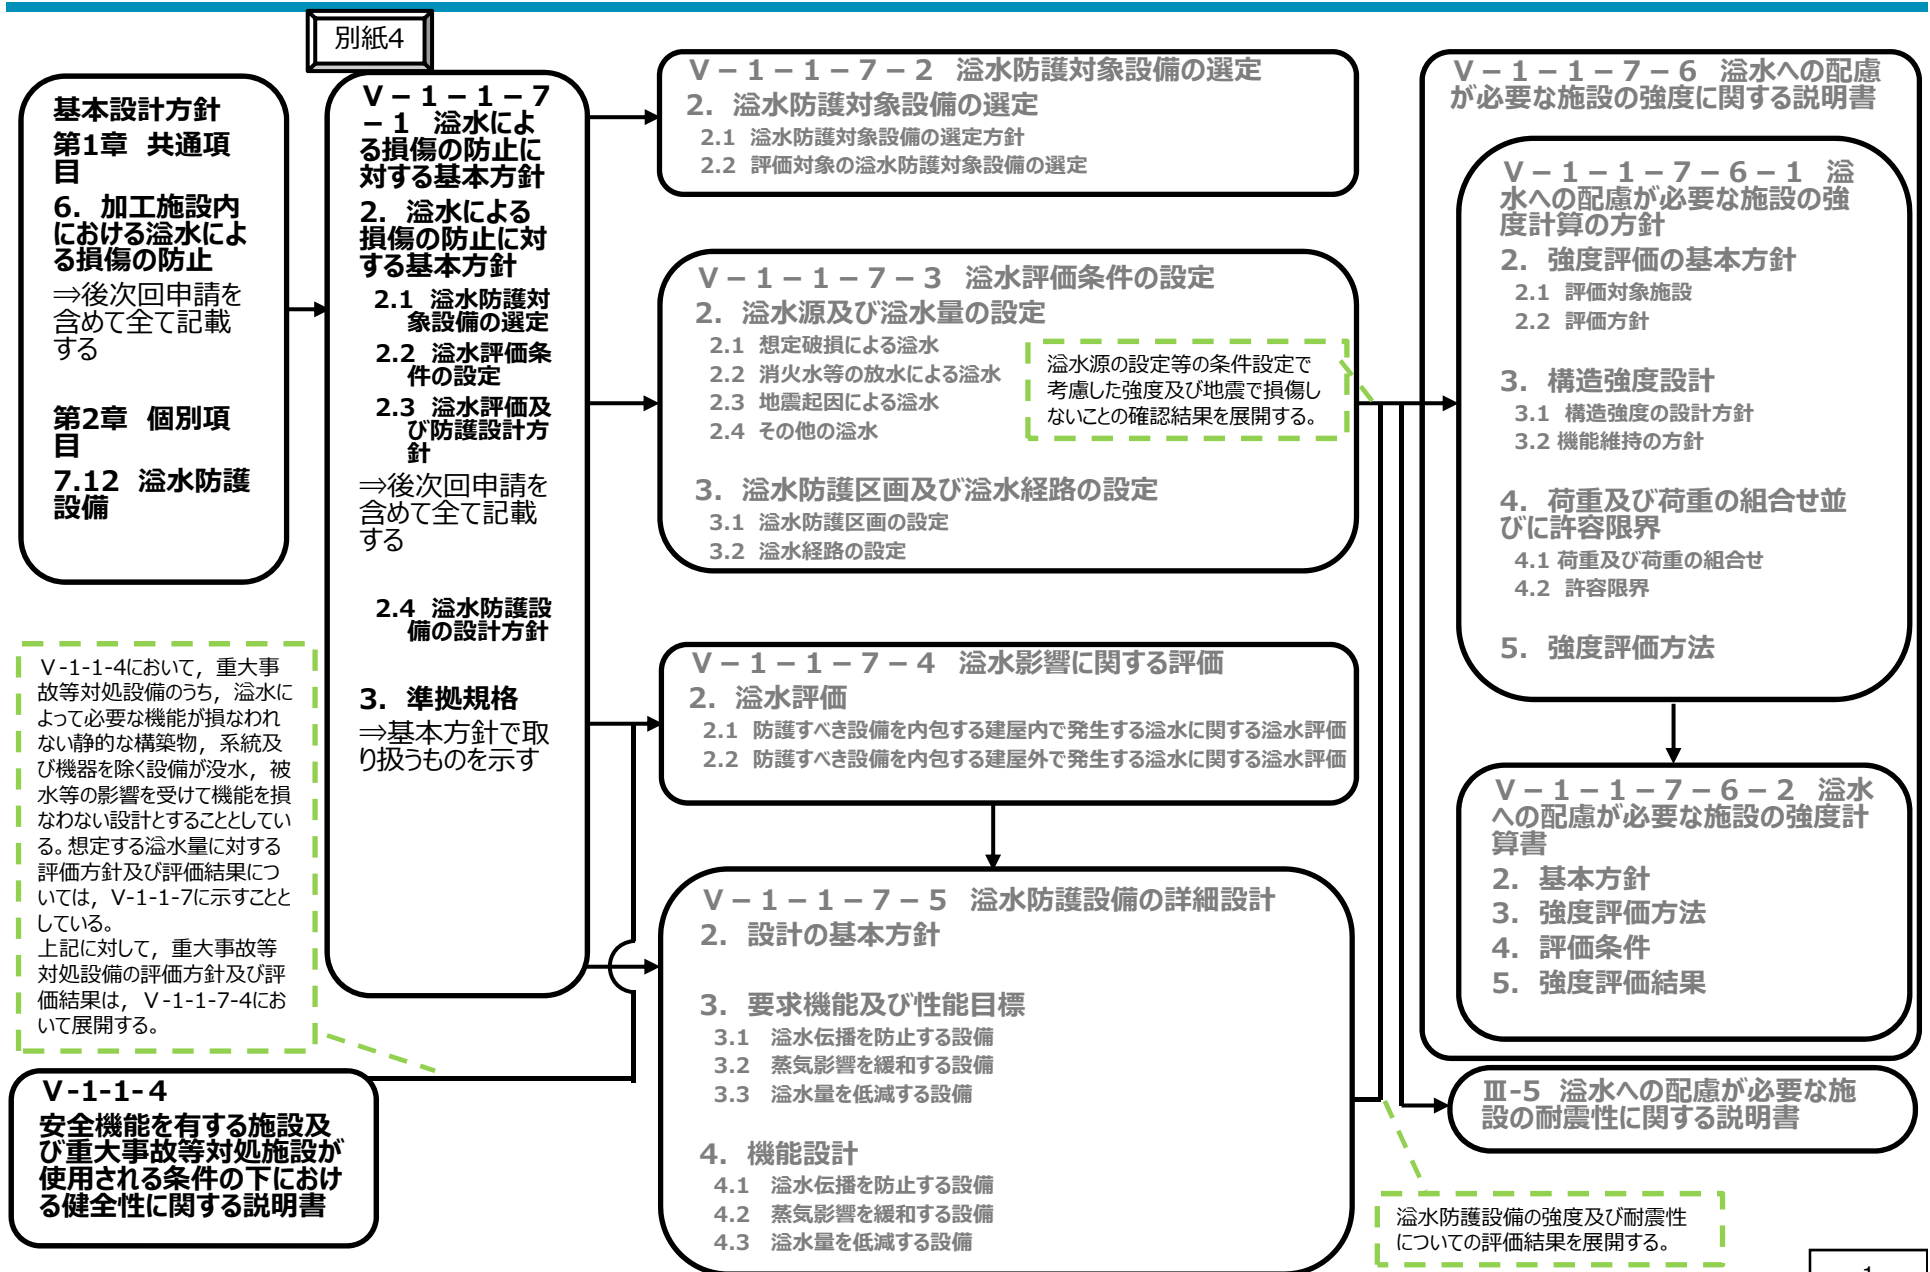 別紙4
基本設計方針
第1章 共通項
目
6. 加工施設内
における溢水によ
る損傷の防止
⇒後次回申請を
含めて全て記載
する
第2章 個別項
目
7.12 溢水防護
設備
Ⅴ－１－１－７
－１ 溢水によ
る損傷の防止に
対する基本方針
2. 溢水による
損傷の防止に対
する基本方針
2.1 溢水防護対
象設備の選定
2.2 溢水評価条
件の設定
2.3 溢水評価及
び防護設計方
針
⇒後次回申請を
含めて全て記載
する
2.4 溢水防護設
備の設計方針
3. 準拠規格
⇒基本方針で取
り扱うものを示す
Ⅴ-1-1-4において，重大事
故等対処設備のうち，溢水に
よって必要な機能が損なわれ
ない静的な構築物，系統及
び機器を除く設備が没水，被
水等の影響を受けて機能を損
なわない設計とすることとしてい
る。想定する溢水量に対する
評価方針及び評価結果につ
いては，Ⅴ-1-1-7に示すことと
している。
上記に対して，重大事故等
対処設備の評価方針及び評
価結果は，Ⅴ-1-1-7-4にお
いて展開する。
Ⅴ-1-1-４
安全機能を有する施設及
び重大事故等対処施設が
使用される条件の下におけ
る健全性に関する説明書
Ⅴ－１－１－７－２ 溢水防護対象設備の選定
2. 溢水防護対象設備の選定
2.1 溢水防護対象設備の選定方針
2.2 評価対象の溢水防護対象設備の選定
Ⅴ－１－１－７－３ 溢水評価条件の設定
2. 溢水源及び溢水量の設定
2.1 想定破損による溢水
2.2 消火水等の放水による溢水
2.3 地震起因による溢水
2.4 その他の溢水
溢水源の設定等の条件設定で
考慮した強度及び地震で損傷し
ないことの確認結果を展開する。
3. 溢水防護区画及び溢水経路の設定
3.1 溢水防護区画の設定
3.2 溢水経路の設定
Ⅴ－１－１－７－４ 溢水影響に関する評価
2. 溢水評価
2.1 防護すべき設備を内包する建屋内で発生する溢水に関する溢水評価
2.2 防護すべき設備を内包する建屋外で発生する溢水に関する溢水評価
Ⅴ－１－１－７－５ 溢水防護設備の詳細設計
2. 設計の基本方針
3. 要求機能及び性能目標
3.1 溢水伝播を防止する設備
3.2 蒸気影響を緩和する設備
3.3 溢水量を低減する設備
4. 機能設計
4.1 溢水伝播を防止する設備
4.2 蒸気影響を緩和する設備
4.3 溢水量を低減する設備
Ⅴ－１－１－７－６ 溢水への配慮
が必要な施設の強度に関する説明書
Ⅴ－１－１－７－６－１ 溢
水への配慮が必要な施設の強
度計算の方針
2. 強度評価の基本方針
2.1 評価対象施設
2.2 評価方針
3. 構造強度設計
3.1 構造強度の設計方針
3.2 機能維持の方針
4. 荷重及び荷重の組合せ並
びに許容限界
4.1 荷重及び荷重の組合せ
4.2 許容限界
5. 強度評価方法
Ⅴ－１－１－７－６－２ 溢水
への配慮が必要な施設の強度計
算書
2. 基本方針
3. 強度評価方法
4. 評価条件
5. 強度評価結果
Ⅲ-5 溢水への配慮が必要な施
設の耐震性に関する説明書
溢水防護設備の強度及び耐震性
についての評価結果を展開する。
1